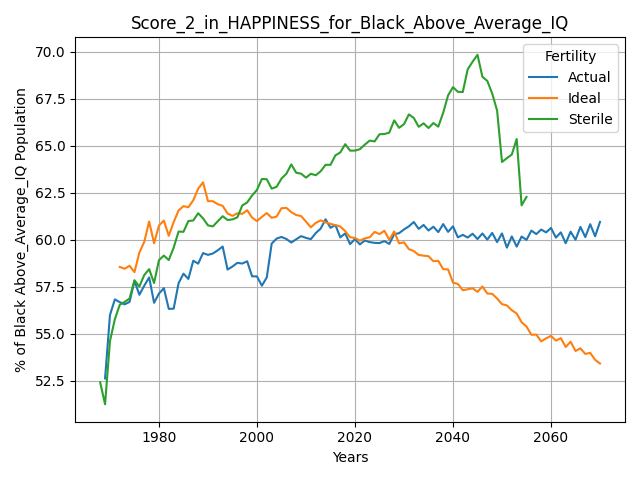 Score_2_in_HAPPINESS_for_Black_Above_Average_IQ
% of Black Above_Average_IQ Population
70.0
67.5
65.0
62.5
60.0
57.5
55.0
52.5
Fertility
Actual
Ideal
Sterile
1980
2000
2020
2040
2060
Years